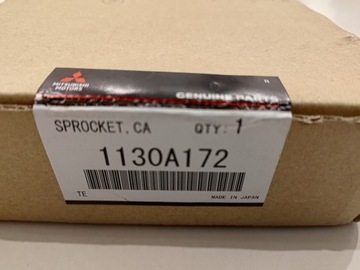 MITSUBISHI
MOTORS
GENUINE PARTS
SPROCKET, CA QTY: 1
1130A172
TE MADE IN JAPAN